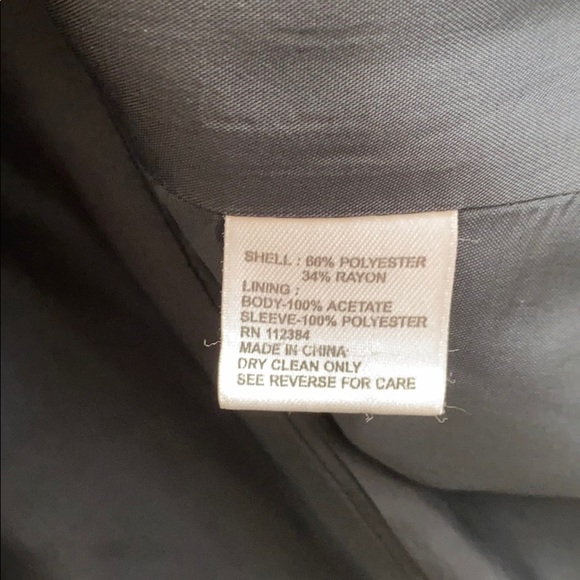 SHELL : 66% POLYESTER
34% RAYON
LINING :
BODY-100% ACETATE
SLEEVE-100% POLYESTER
RN 112384
MADE IN CHINA
DRY CLEAN ONLY
SEE REVERSE FOR CARE